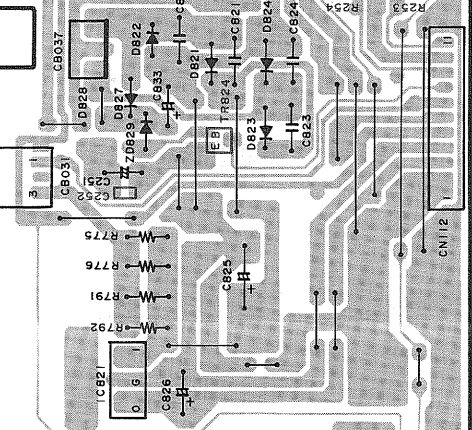 R254
R253
D822
D821
C821
D824
C824
CB037
D828
D827
C833
ZD829
TR824
EB
D823
C823
1
3
CB031
C251
C252
11
1
CN112
R775
R776
R791
R792
C825
IC821
I
G
O
C826
+
+
+